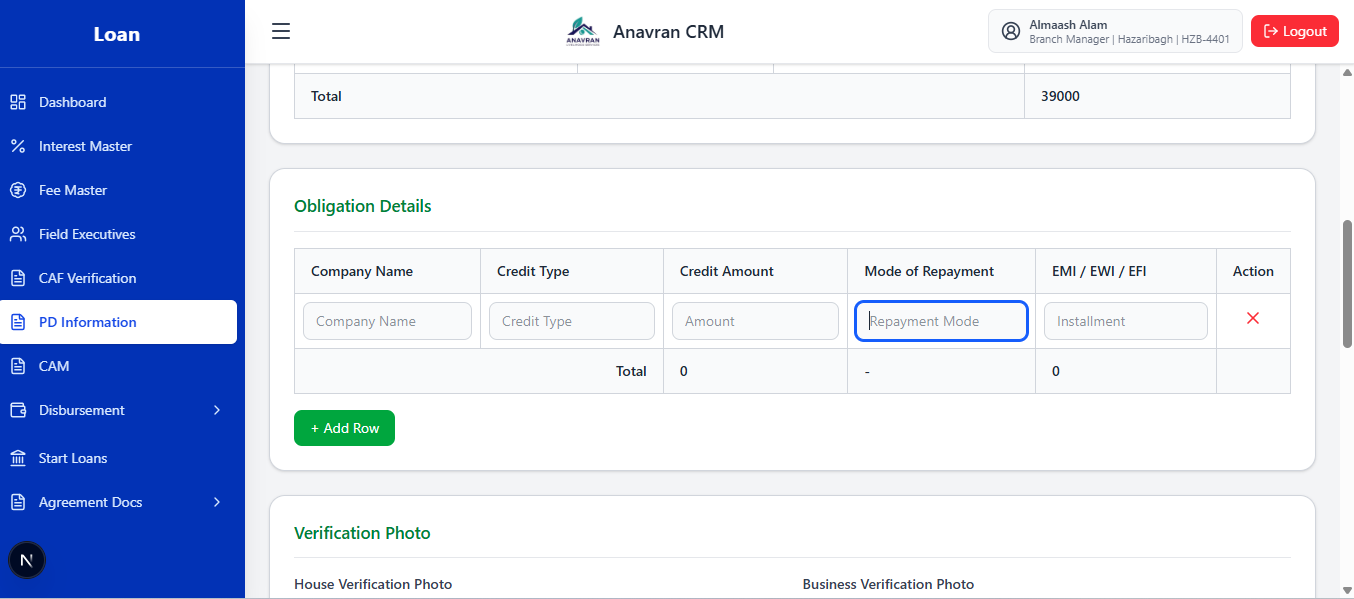 Loan
Dashboard
Interest Master
Fee Master
Field Executives
CAF Verification
PD Information
CAM
Disbursement
Start Loans
Agreement Docs
N
ANAVRAN
Anavran CRM
Almaash Alam
Branch Manager | Hazaribagh | HZB-4401
Logout
Total 39000
Obligation Details
Company Name Credit Type Credit Amount Mode of Repayment EMI / EWI / EFI Action
Company Name Credit Type Amount Repayment Mode Installment
Total 0 - 0
+ Add Row
Verification Photo
House Verification Photo Business Verification Photo